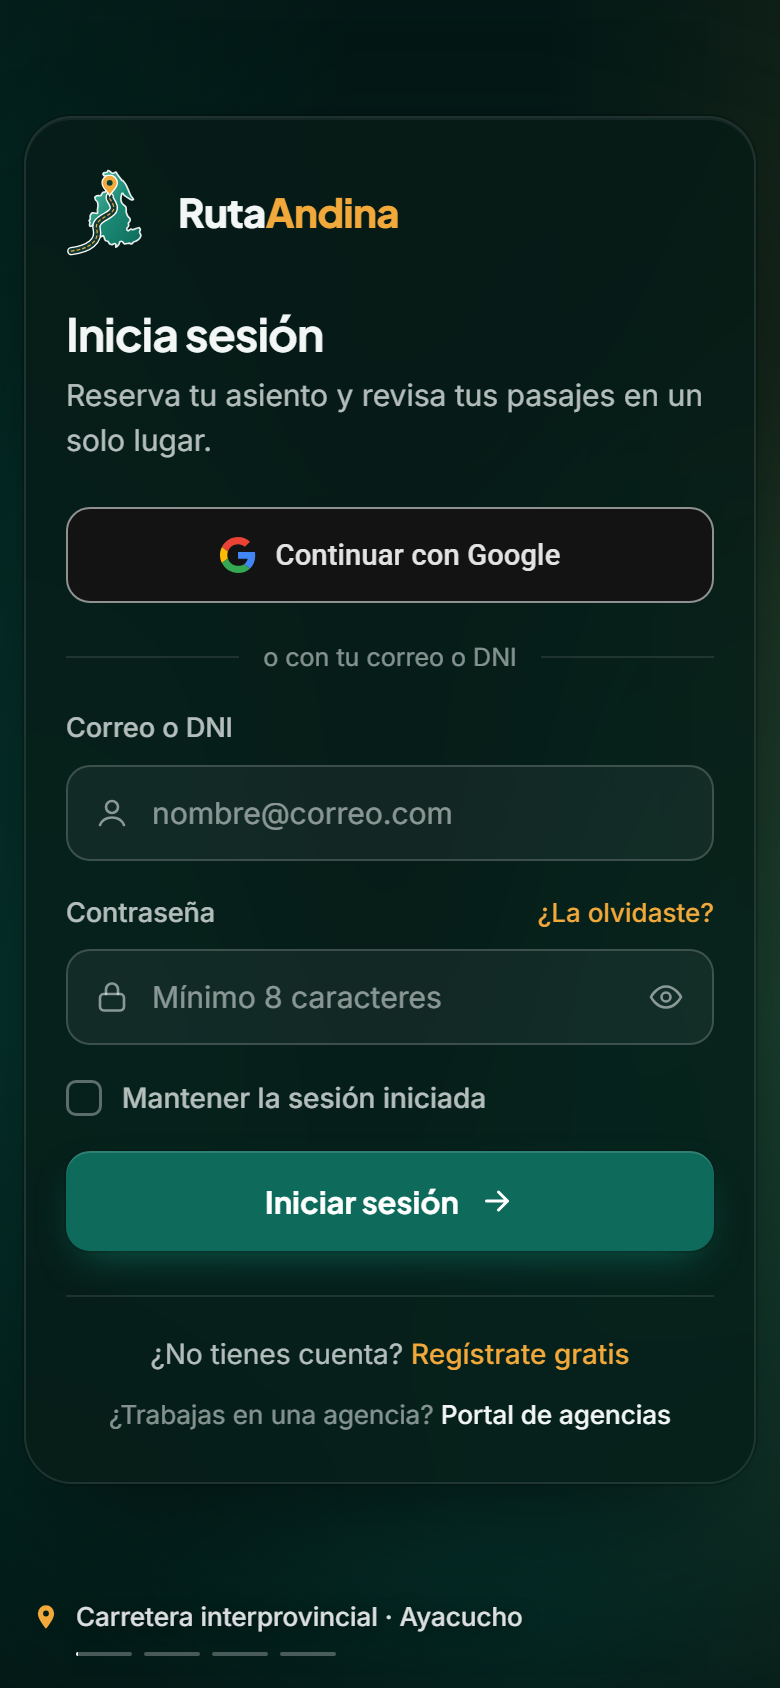 RutaAndina
Inicia sesión
Reserva tu asiento y revisa tus pasajes en un
solo lugar.
Continuar con Google
o con tu correo o DNI
Correo o DNI
nombre@correo.com
Contraseña
¿La olvidaste?
Mínimo 8 caracteres
Mantener la sesión iniciada
Iniciar sesión
¿No tienes cuenta? Regístrate gratis
¿Trabajas en una agencia? Portal de agencias
Carretera interprovincial · Ayacucho